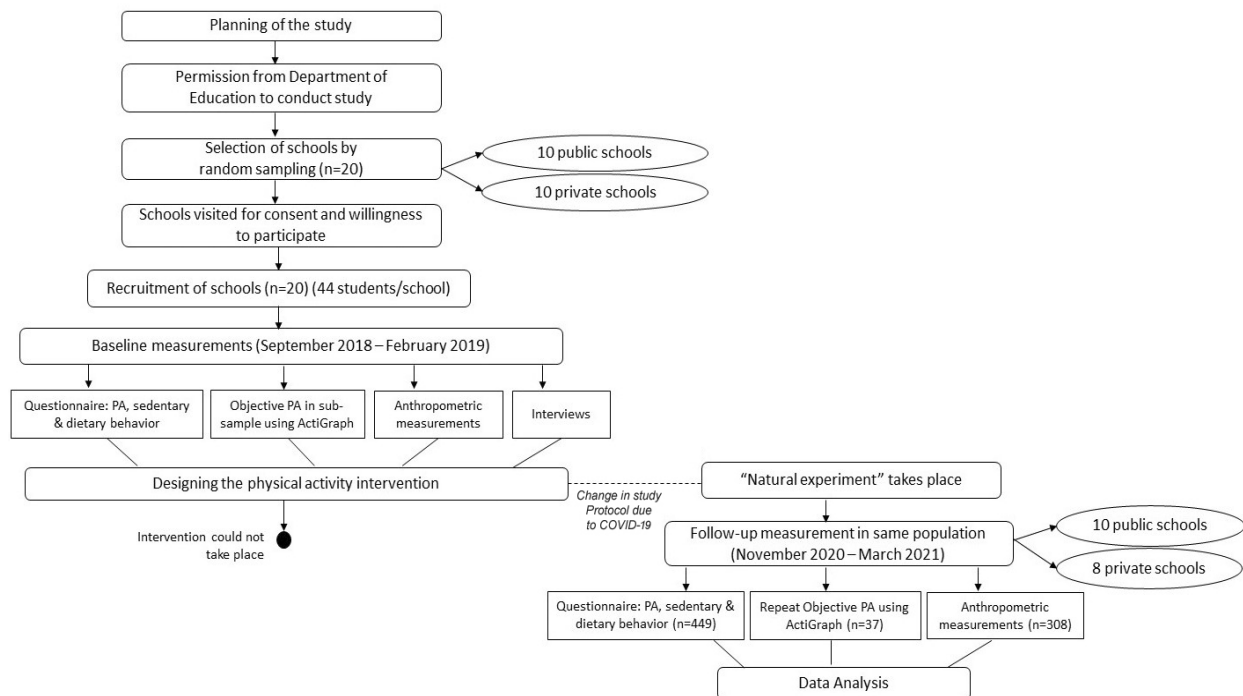 Planning of the study
Permission from Department of
Education to conduct study
Selection of schools by
random sampling (n=20)
10 public schools
10 private schools
Schools visited for consent and willingness
to participate
Recruitment of schools (n=20) (44 students/school)
Baseline measurements (September 2018 – February 2019)
Questionnaire: PA, sedentary
& dietary behavior
Objective PA in sub-
sample using ActiGraph
Anthropometric
measurements
Interviews
Designing the physical activity intervention
Intervention could not
take place
Change in study
Protocol due
to COVID-19
“Natural experiment” takes place
Follow-up measurement in same population
(November 2020 – March 2021)
10 public schools
8 private schools
Questionnaire: PA, sedentary &
dietary behavior (n=449)
Repeat Objective PA using
ActiGraph (n=37)
Anthropometric
measurements (n=308)
Data Analysis